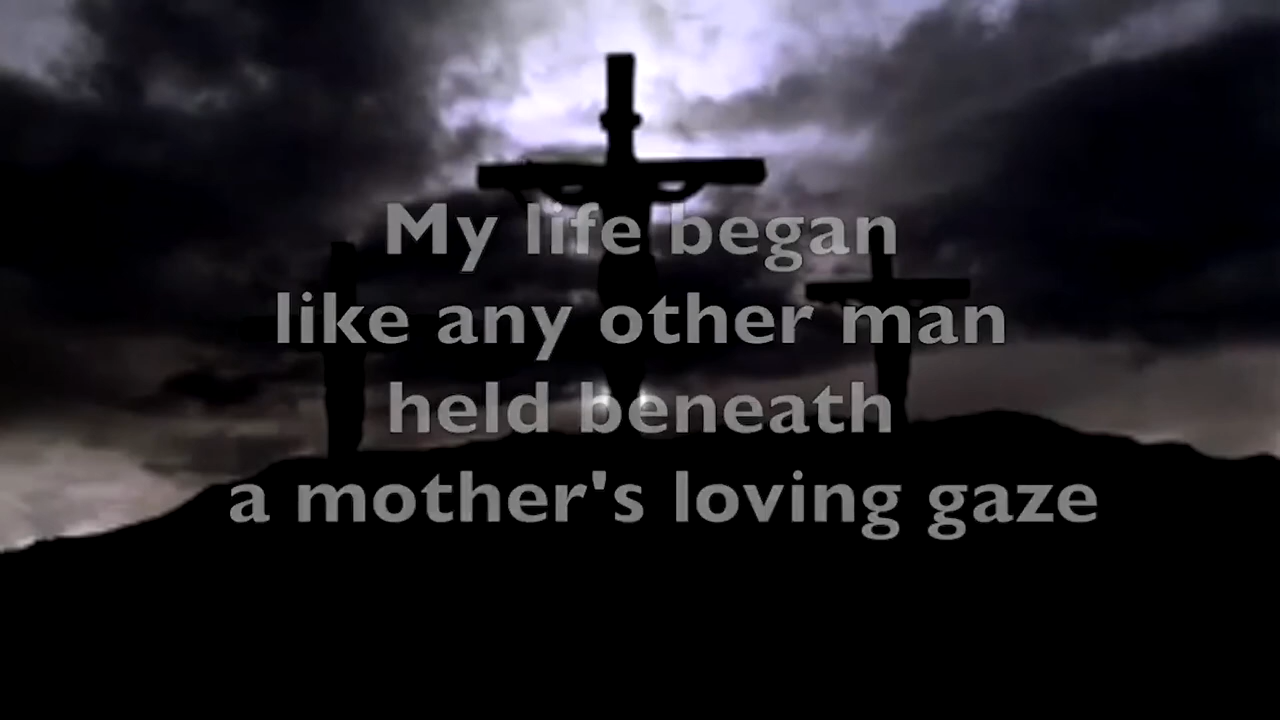 My life began
like any other man
held beneath
a mother's loving gaze